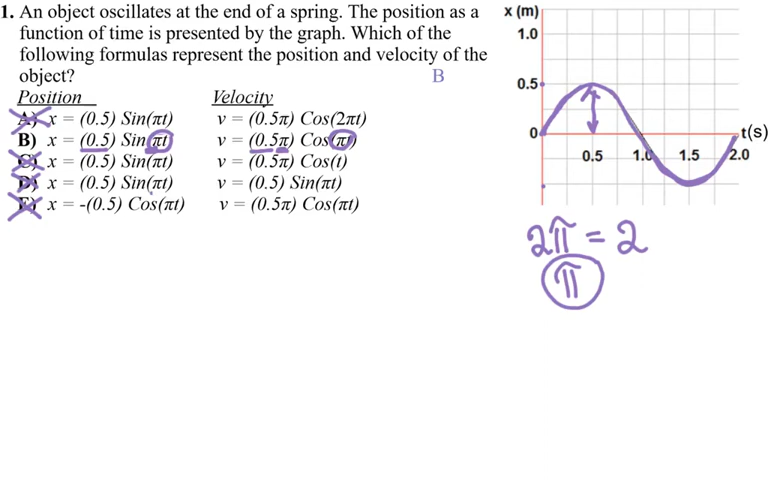 1. An object oscillates at the end of a spring. The position as a
function of time is presented by the graph. Which of the
following formulas represent the position and velocity of the
object? B
Position Velocity
A) x = (0.5) Sin(πt) v = (0.5π) Cos(2πt)
B) x = (0.5) Sin(πt) v = (0.5π) Cos(πt)
C) x = (0.5) Sin(πt) v = (0.5π) Cos(t)
D) x = (0.5) Sin(πt) v = (0.5) Sin(πt)
E) x = -(0.5) Cos(πt) v = (0.5π) Cos(πt)
x (m)
1.0
0.5
0
t(s)
0.5 1.0 1.5 2.0
2π = 2
π